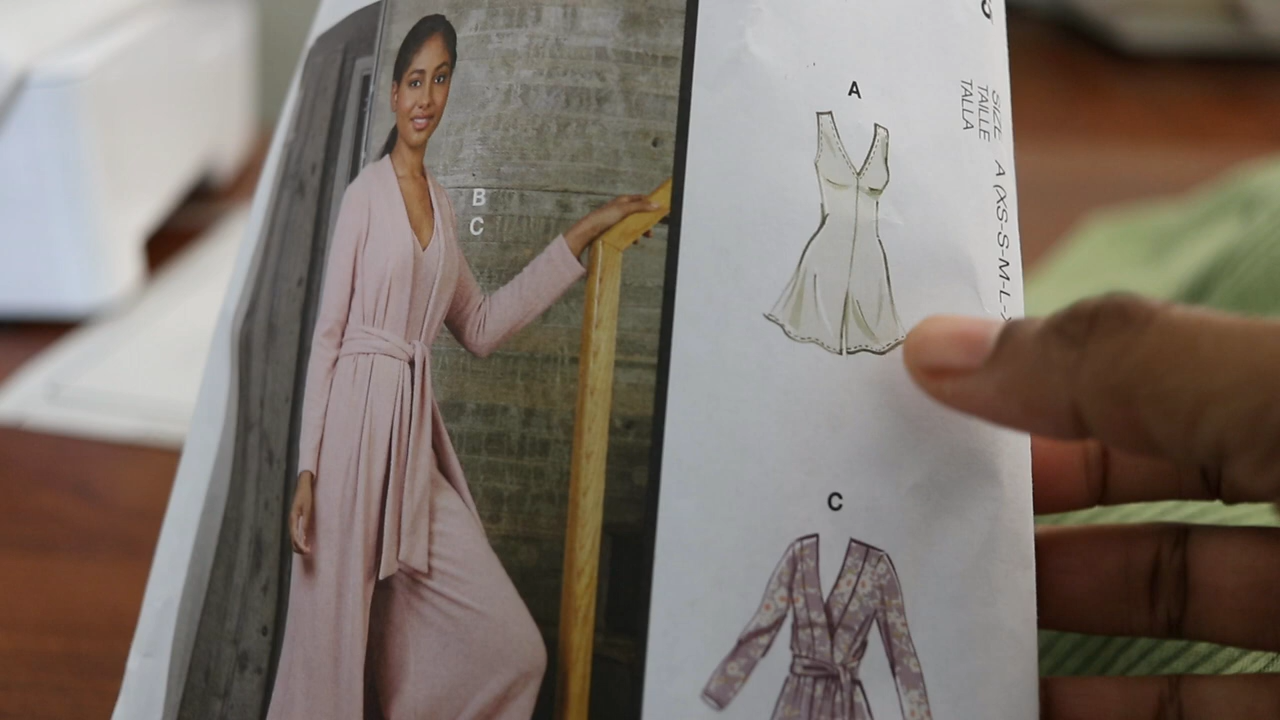 B
C
A
C
SIZE
TAILLE
TALLA
A (XS-S-M-L-